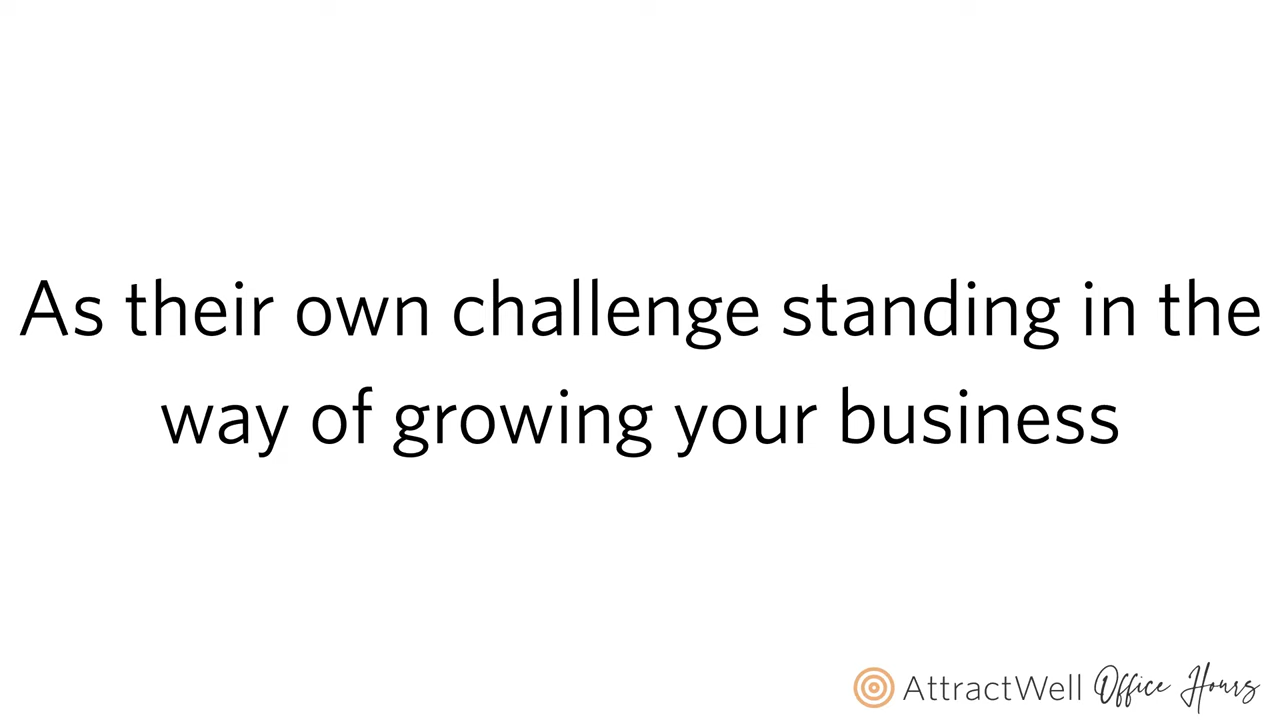 As their own challenge standing in the
way of growing your business
AttractWell Office Hours